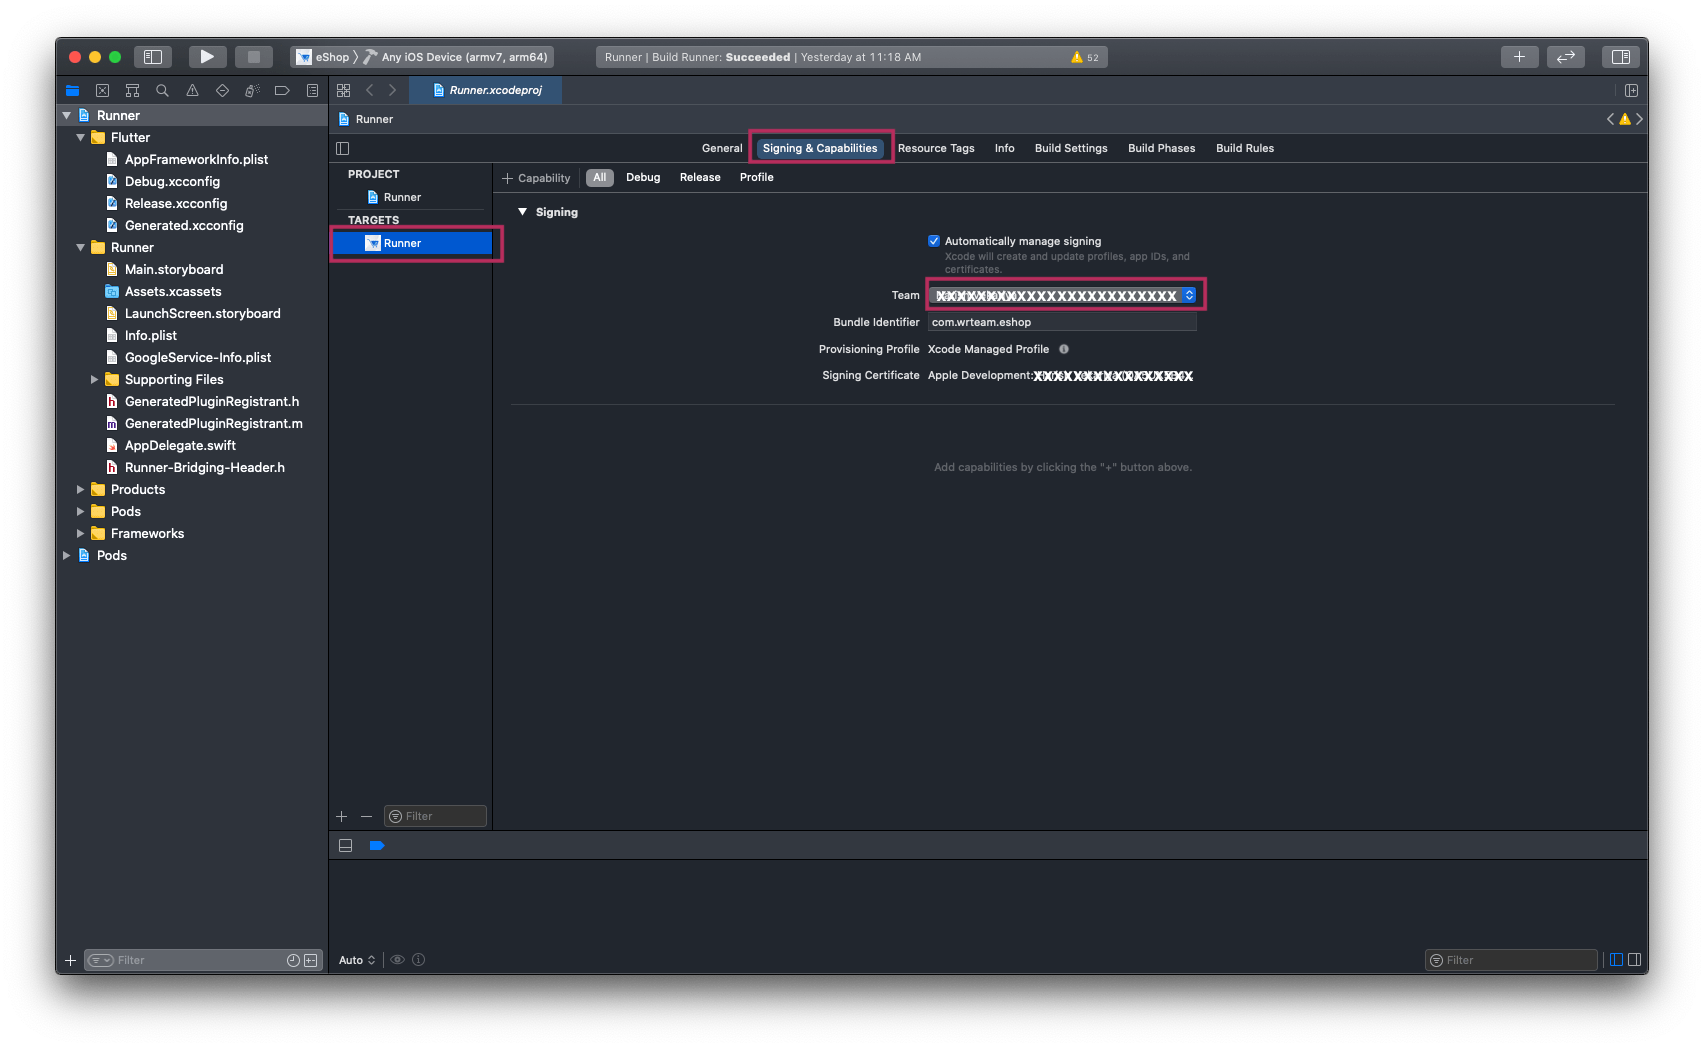 eShop
Any iOS Device (armv7, arm64)
Runner | Build Runner: Succeeded | Yesterday at 11:18 AM
52
Runner.xcodeproj
Runner
Flutter
AppFrameworkInfo.plist
Debug.xcconfig
Release.xcconfig
Generated.xcconfig
Runner
Main.storyboard
Assets.xcassets
LaunchScreen.storyboard
Info.plist
GoogleService-Info.plist
Supporting Files
GeneratedPluginRegistrant.h
GeneratedPluginRegistrant.m
AppDelegate.swift
Runner-Bridging-Header.h
Products
Pods
Frameworks
Pods
Filter
Runner
General Signing & Capabilities Resource Tags Info Build Settings Build Phases Build Rules
PROJECT
Runner
TARGETS
Runner
Filter
+ Capability All Debug Release Profile
Signing
Automatically manage signing
Xcode will create and update profiles, app IDs, and
certificates.
Team XXXXXXXXXXXXXXXXXXXXXXXX
Bundle Identifier com.wrteam.eshop
Provisioning Profile Xcode Managed Profile
Signing Certificate Apple Development: XXXXXXXXXXXXXXXX
Add capabilities by clicking the "+" button above.
Auto
Filter